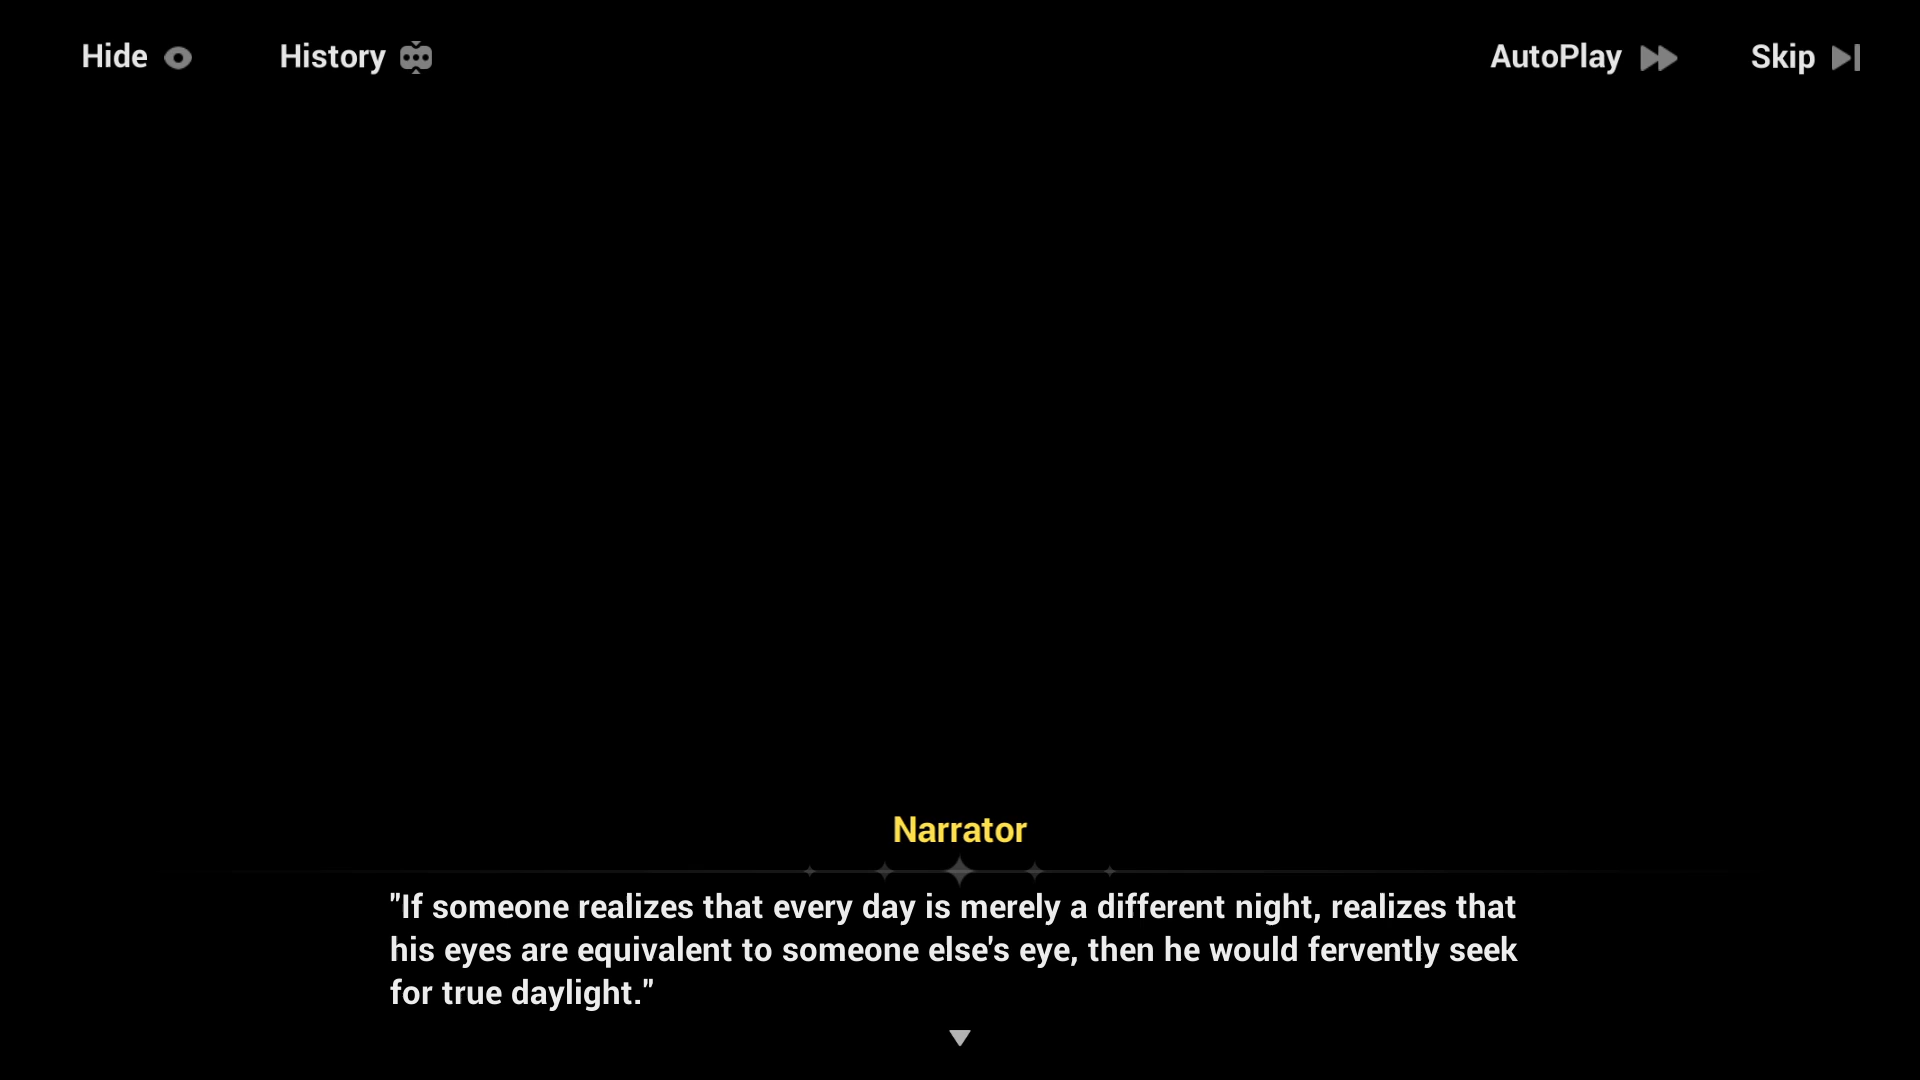 Hide
History
AutoPlay
Skip
Narrator
"If someone realizes that every day is merely a different night, realizes that
his eyes are equivalent to someone else's eye, then he would fervently seek
for true daylight."